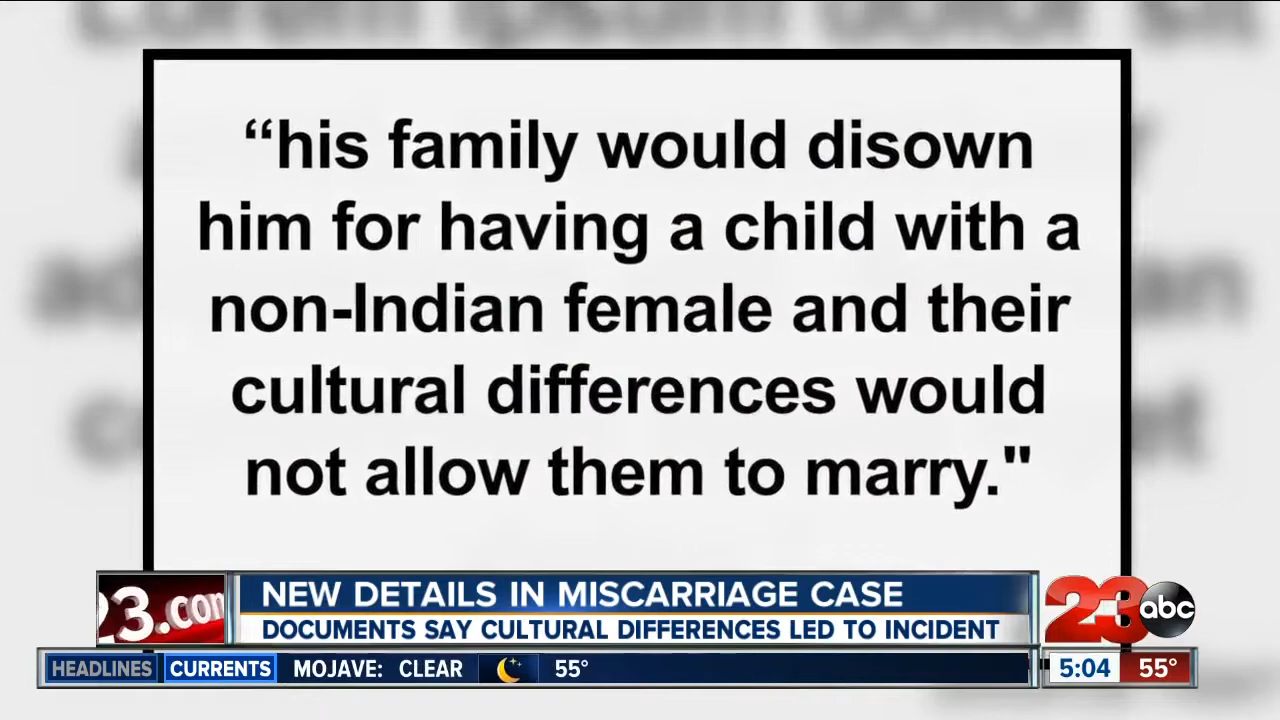 “his family would disown
him for having a child with a
non-Indian female and their
cultural differences would
not allow them to marry."
23.com
NEW DETAILS IN MISCARRIAGE CASE
DOCUMENTS SAY CULTURAL DIFFERENCES LED TO INCIDENT
23 abc
HEADLINES CURRENTS MOJAVE: CLEAR 55°
5:04 55°